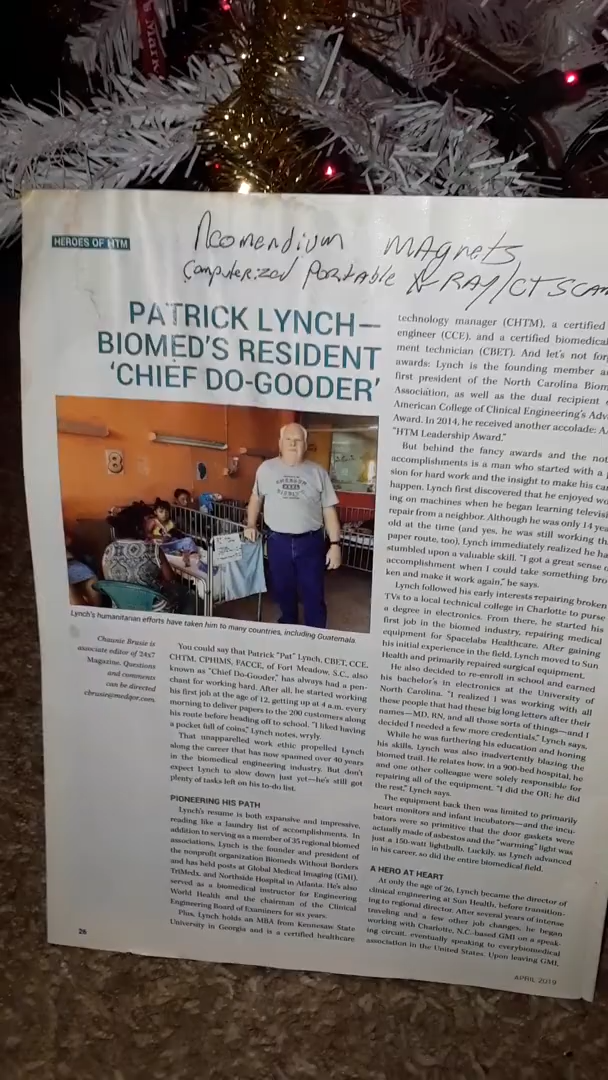 HEROES OF HTM
Neomendium magnets
Computerized Portable X-RAY/CT SCAN
PATRICK LYNCH—
BIOMED'S RESIDENT
'CHIEF DO-GOODER'
8
Lynch's humanitarian efforts have taken him to many countries, including Guatemala.
Chaunie Brusie is
associate editor of 24x7
Magazine. Questions
and comments
can be directed
cbrusie@medqor.com.
You could say that Patrick "Pat" Lynch, CBET, CCE,
CHTM, CPHIMS, FACCE, of Fort Meadow, S.C., also
known as "Chief Do-Gooder," has always had a pen-
chant for working hard. After all, he started working
his first job at the age of 12, getting up at 4 a.m. every
morning to deliver papers to the 200 customers along
his route before heading off to school. "I liked having
a pocket full of coins," Lynch notes, wryly.
That unapparelled work ethic propelled Lynch
along the career that has now spanned over 40 years
in the biomedical engineering industry. But don't
expect Lynch to slow down just yet—he's still got
plenty of tasks left on his to-do list.
PIONEERING HIS PATH
Lynch's resume is both expansive and impressive,
reading like a laundry list of accomplishments. In
addition to serving as a member of 35 regional biomed
associations, Lynch is the founder and president of
the nonprofit organization Biomeds Without Borders
and has held posts at Global Medical Imaging (GMI),
TriMedx, and Northside Hospital in Atlanta. He's also
served as a biomedical instructor for Engineering
World Health and the chairman of the Clinical
Engineering Board of Examiners for six years.
Plus, Lynch holds an MBA from Kennesaw State
University in Georgia and is a certified healthcare
technology manager (CHTM), a certified
engineer (CCE), and a certified biomedical
ment technician (CBET). And let's not for
awards: Lynch is the founding member a
first president of the North Carolina Biom
Association, as well as the dual recipient
American College of Clinical Engineering's Adv
Award. In 2014, he received another accolade: A
"HTM Leadership Award."
But behind the fancy awards and the not
accomplishments is a man who started with a p
sion for hard work and the insight to make his ca
happen. Lynch first discovered that he enjoyed wo
ing on machines when he began learning televisi
repair from a neighbor. Although he was only 14 yea
old at the time (and yes, he was still working th
paper route, too), Lynch immediately realized he ha
stumbled upon a valuable skill. "I got a great sense o
accomplishment when I could take something bro
ken and make it work again," he says.
Lynch followed his early interests repairing broken
TVs to a local technical college in Charlotte to purse
a degree in electronics. From there, he started his
first job in the biomed industry, repairing medical
equipment for Spacelabs Healthcare. After gaining
his initial experience in the field, Lynch moved to Sun
Health and primarily repaired surgical equipment.
He also decided to re-enroll in school and earned
his bachelor's in electronics at the University of
North Carolina. "I realized I was working with all
these people that had these big long letters after their
names—MD, RN, and all those sorts of things—and I
decided I needed a few more credentials," Lynch says.
While he was furthering his education and honing
his skills, Lynch was also inadvertently blazing the
biomed trail. He relates how, in a 900-bed hospital, he
and one other colleague were solely responsible for
repairing all of the equipment. "I did the OR; he did
the rest," Lynch says.
The equipment back then was limited to primarily
heart monitors and infant incubators—and the incu-
bators were so primitive that the door gaskets were
actually made of asbestos and the "warming" light was
just a 150-watt lightbulb. Luckily, as Lynch advanced
in his career, so did the entire biomedical field.
A HERO AT HEART
At only the age of 26, Lynch became the director of
clinical engineering at Sun Health, before transition-
ing to regional director. After several years of intense
traveling and a few other job changes, he began
working with Charlotte, N.C.-based GMI on a speak-
ing circuit, eventually speaking to everybiomedical
association in the United States. Upon leaving GMI,
26
APRIL 2019